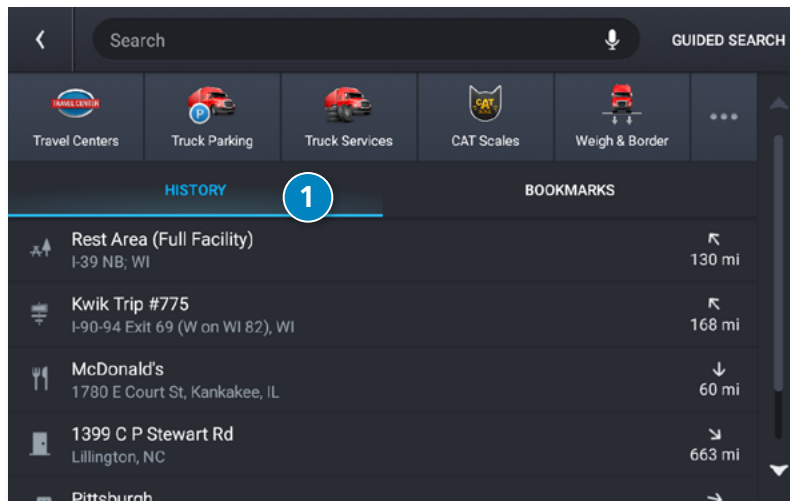 Search
GUIDED SEARCH
TRAVEL CENTER
P
CAT
Travel Centers
Truck Parking
Truck Services
CAT Scales
Weigh & Border
HISTORY
1
BOOKMARKS
Rest Area (Full Facility)
I-39 NB; WI
130 mi
Kwik Trip #775
I-90-94 Exit 69 (W on WI 82), WI
168 mi
McDonald's
1780 E Court St, Kankakee, IL
60 mi
1399 C P Stewart Rd
Lillington, NC
663 mi
Pittsburgh